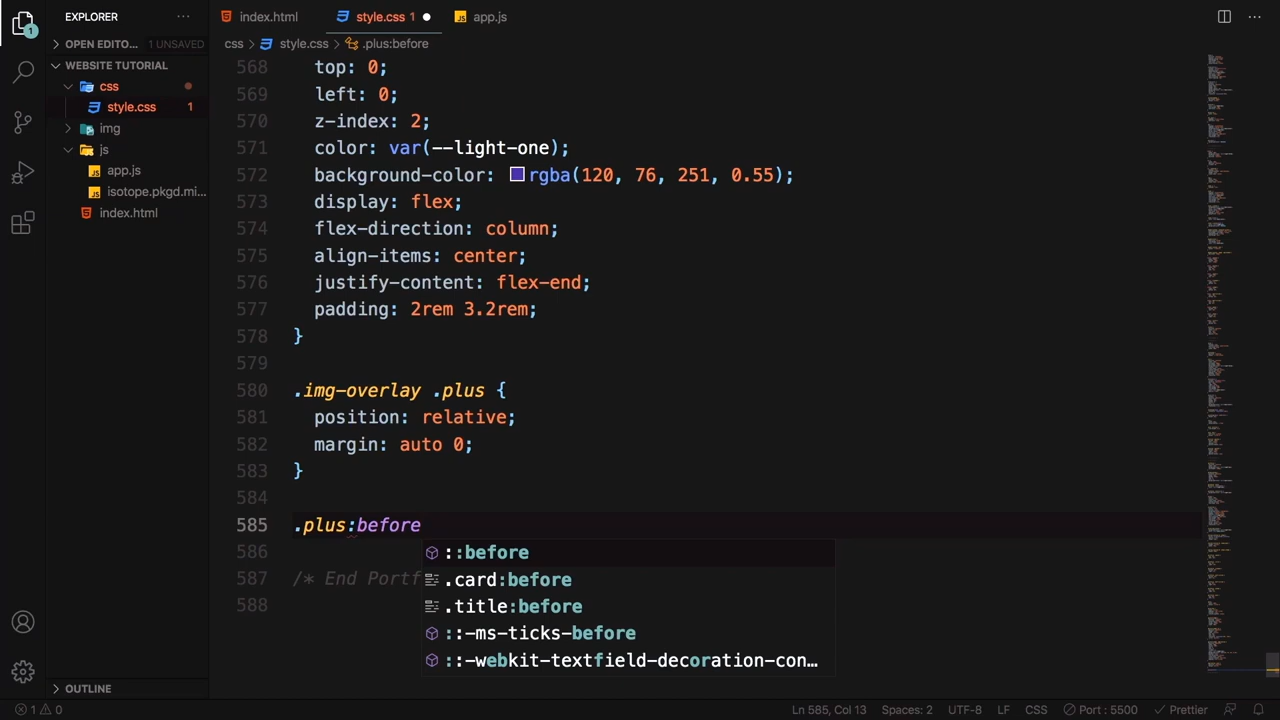 EXPLORER
index.html
style.css 1
app.js
1
OPEN EDITO...
1 UNSAVED
css
style.css
.plus:before
WEBSITE TUTORIAL
css
style.css
1
img
js
app.js
isotope.pkgd.mi...
index.html
568 top: 0;
569 left: 0;
570 z-index: 2;
571 color: var(--light-one);
572 background-color: rgba(120, 76, 251, 0.55);
573 display: flex;
574 flex-direction: column;
575 align-items: center;
576 justify-content: flex-end;
577 padding: 2rem 3.2rem;
578 }
579
580 .img-overlay .plus {
581 position: relative;
582 margin: auto 0;
583 }
584
585 .plus:before
586
587 /* End Portf
588
::before
.card:before
.title:before
::-ms-ticks-before
::-webkit-textfield-decoration-con...
OUTLINE
1 0
Ln 585, Col 13
Spaces: 2
UTF-8
LF
CSS
Port : 5500
Prettier